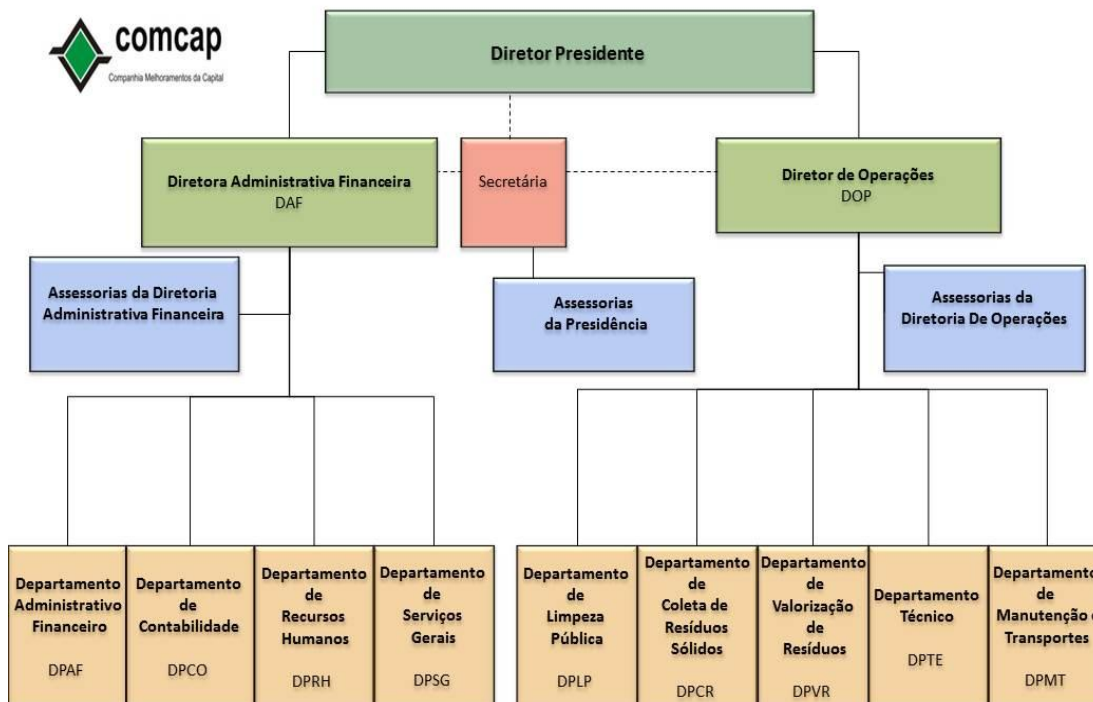 comcap
Companhia Melhoramentos da Capital
Diretor Presidente
Diretora Administrativa Financeira
DAF
Secretária
Diretor de Operações
DOP
Assessorias da Diretoria
Administrativa Financeira
Assessorias
da Presidência
Assessorias da
Diretoria De Operações
Departamento
Administrativo
Financeiro
DPAF
Departamento
de
Contabilidade
DPCO
Departamento
de
Recursos
Humanos
DPRH
Departamento
de
Serviços
Gerais
DPSG
Departamento
de
Limpeza
Pública
DPLP
Departamento
de
Coleta de
Resíduos
Sólidos
DPCR
Departamento
de
Valorização
de
Resíduos
DPVR
Departamento
Técnico
DPTE
Departamento
de
Manutenção e
Transportes
DPMT